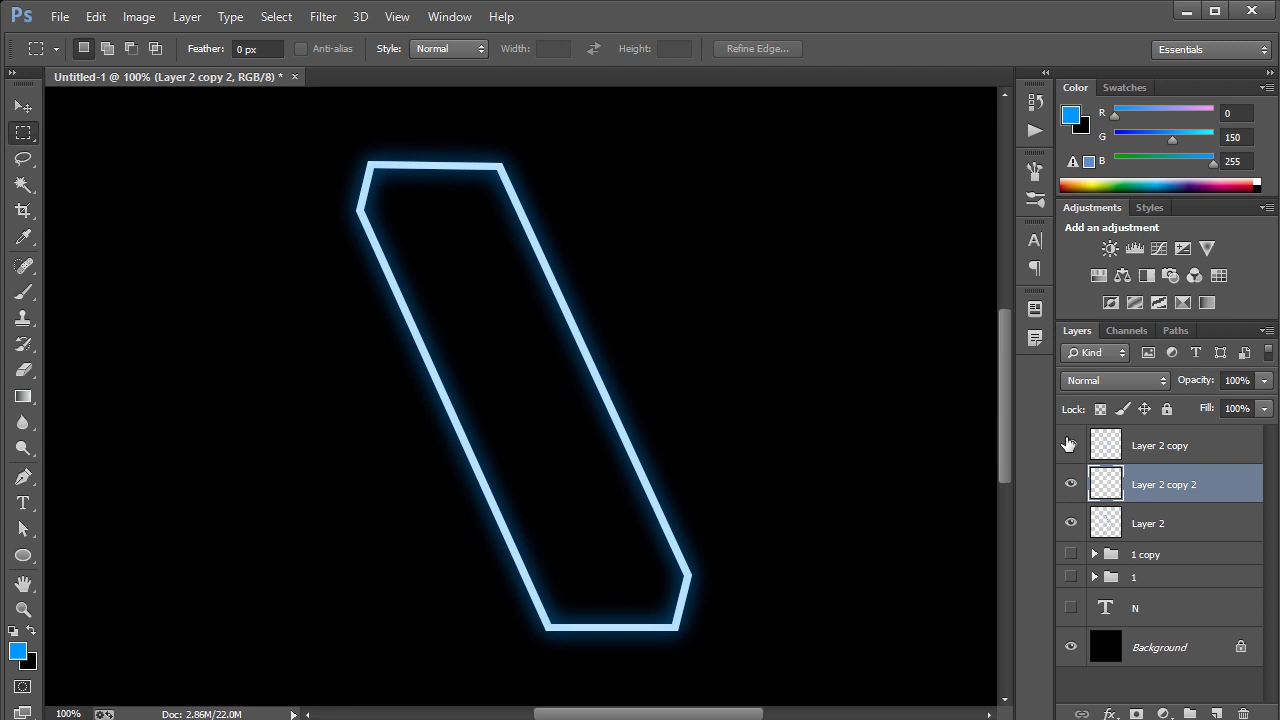 Ps File Edit Image Layer Type Select Filter 3D View Window Help
Feather: 0 px Anti-alias Style: Normal Width: Height: Refine Edge... Essentials
Untitled-1 @ 100% (Layer 2 copy 2, RGB/8) * ×
Color Swatches
R 0
G 150
B 255
Adjustments Styles
Add an adjustment
Layers Channels Paths
Kind
Normal Opacity: 100%
Lock: Fill: 100%
Layer 2 copy
Layer 2 copy 2
Layer 2
1 copy
1
N
Background
100% Doc: 2.86M/22.0M